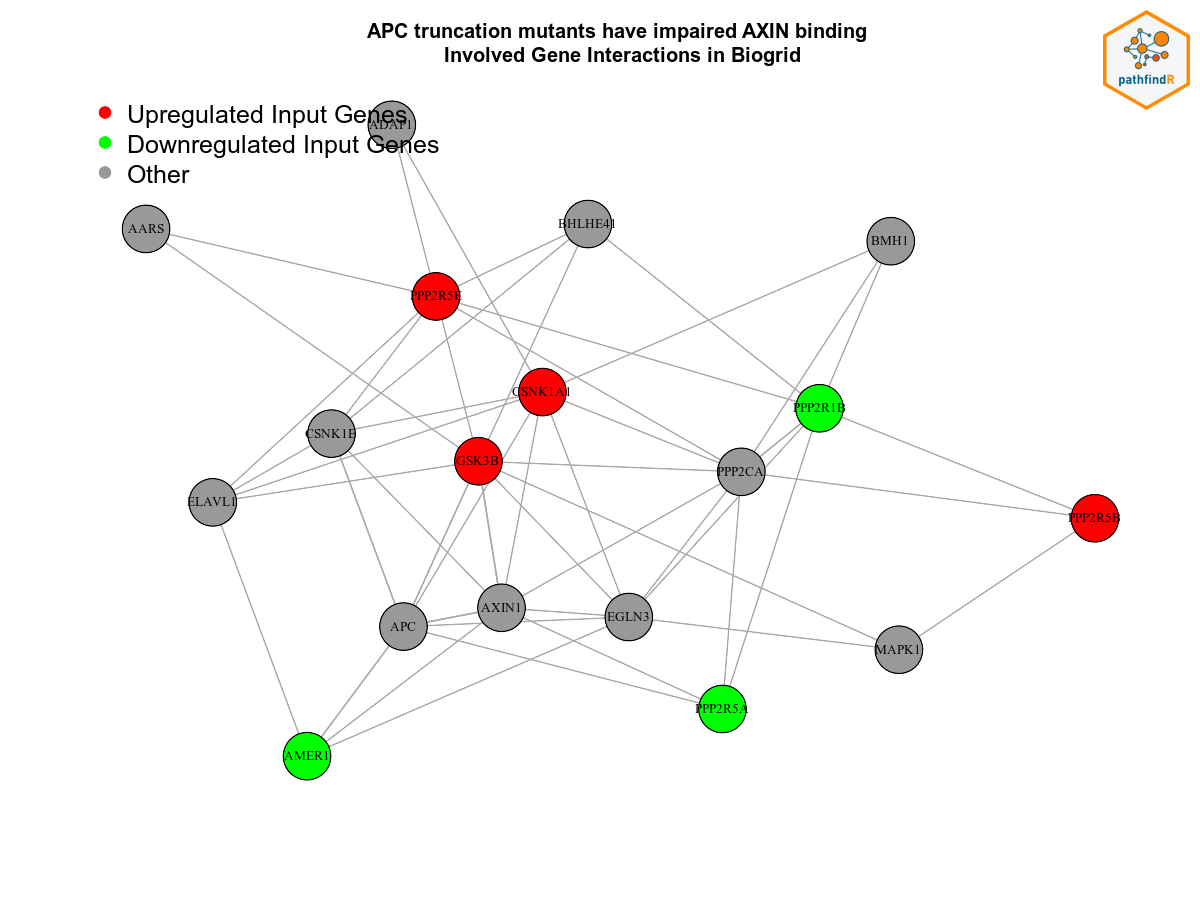 APC truncation mutants have impaired AXIN binding
Involved Gene Interactions in Biogrid
pathfindR
Upregulated Input Genes
Downregulated Input Genes
Other
ADAP1
AARS
BHLHE41
BMH1
PPP2R5E
CSNK1A1
PPP2R1B
CSNK1E
GSK3B
PPP2CA
ELAVL1
PPP2R5B
AXIN1
EGLN3
APC
MAPK1
PPP2R5A
AMER1